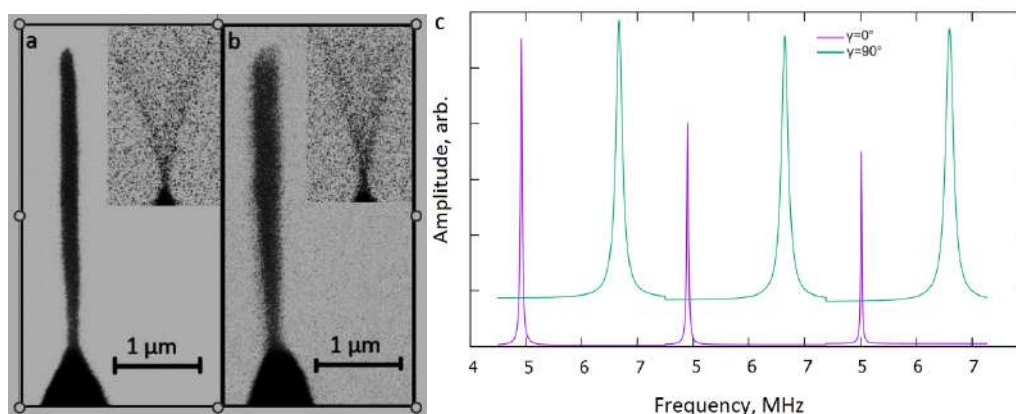 a
1 µm
b
1 µm
c
γ=0°
γ=90°
Amplitude, arb.
4 5 6 7 5 6 7 5 6 7
Frequency, MHz